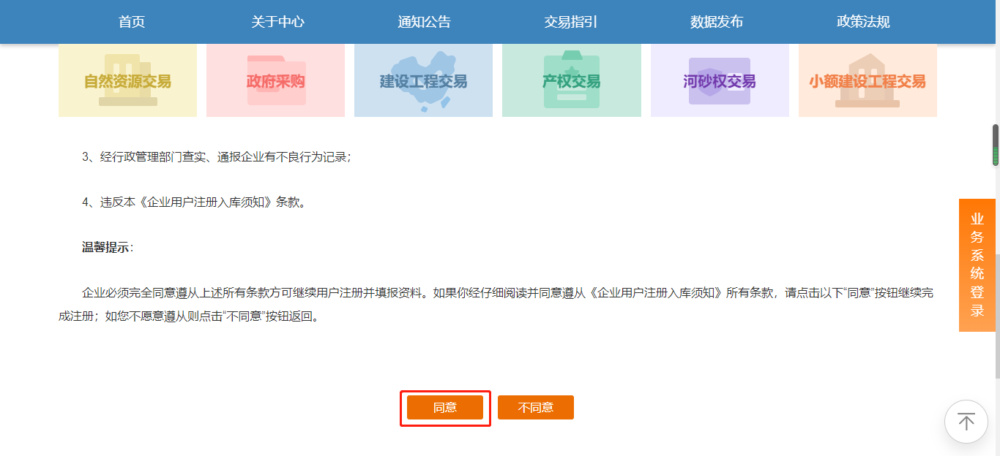 首页 关于中心 通知公告 交易指引 数据发布 政策法规
自然资源交易 政府采购 建设工程交易 产权交易 河砂权交易 小额建设工程交易
3、经行政管理部门查实、通报企业有不良行为记录；
4、违反本《企业用户注册入库须知》条款。
温馨提示：
企业必须完全同意遵从上述所有条款方可继续用户注册并填报资料。如果你经仔细阅读并同意遵从《企业用户注册入库须知》所有条款，请点击以下“同意”按钮继续完
成注册；如您不愿意遵从则点击“不同意”按钮返回。
业
务
系
统
登
录
同意 不同意